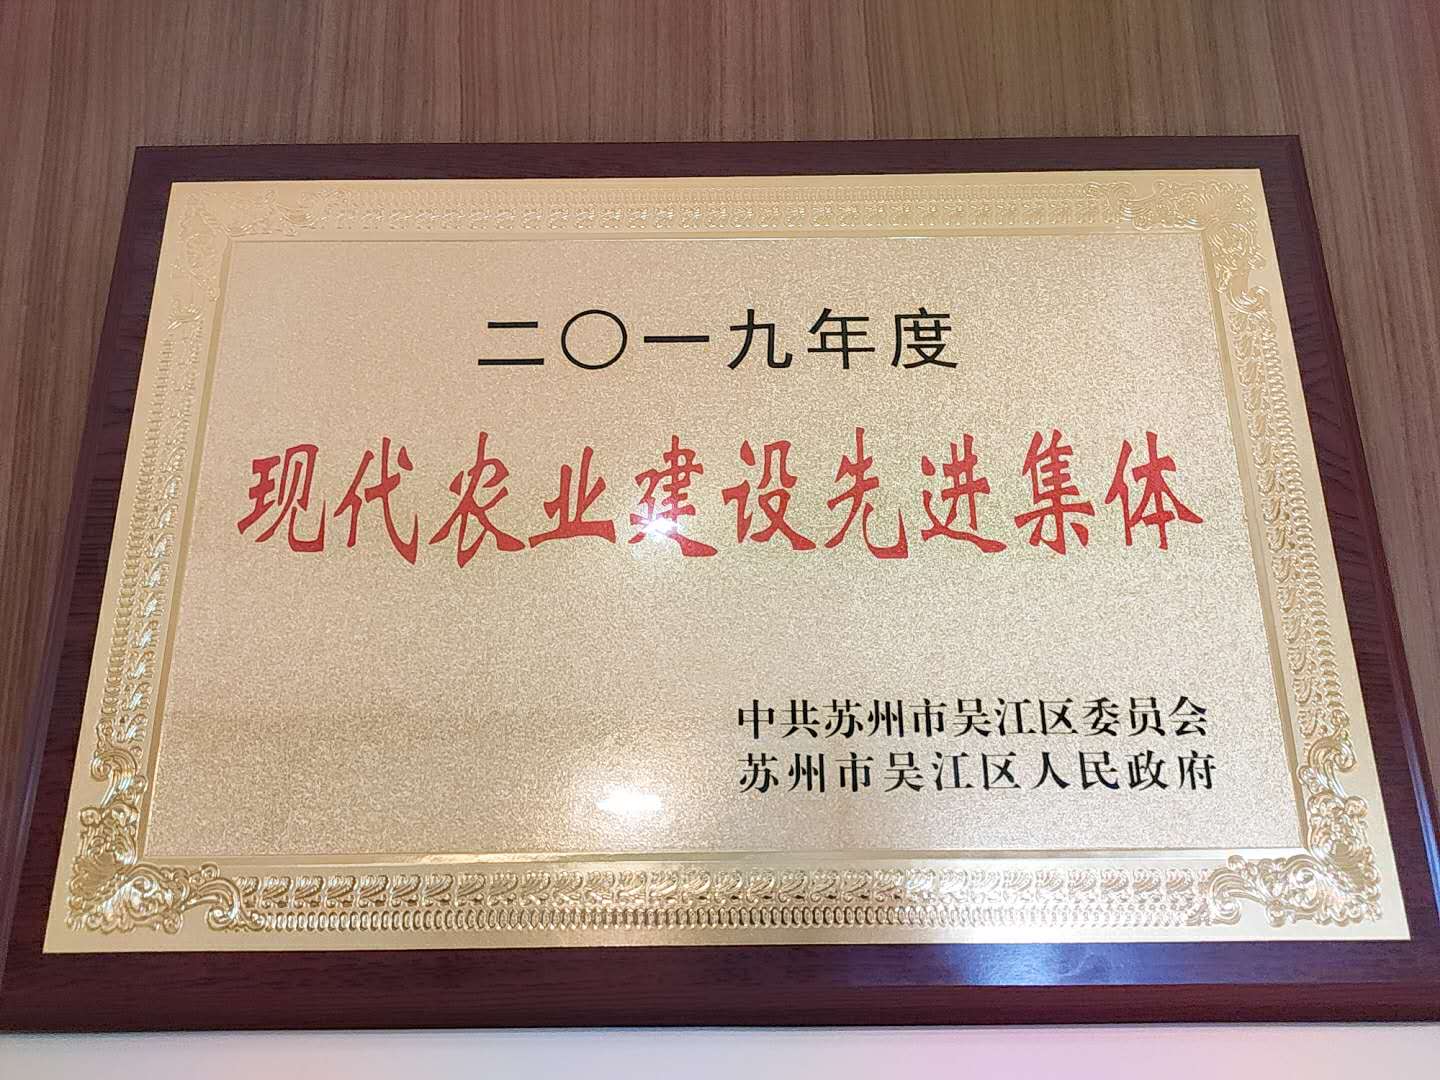 二〇一九年度
现代农业建设先进集体
中共苏州市吴江区委员会
苏州市吴江区人民政府